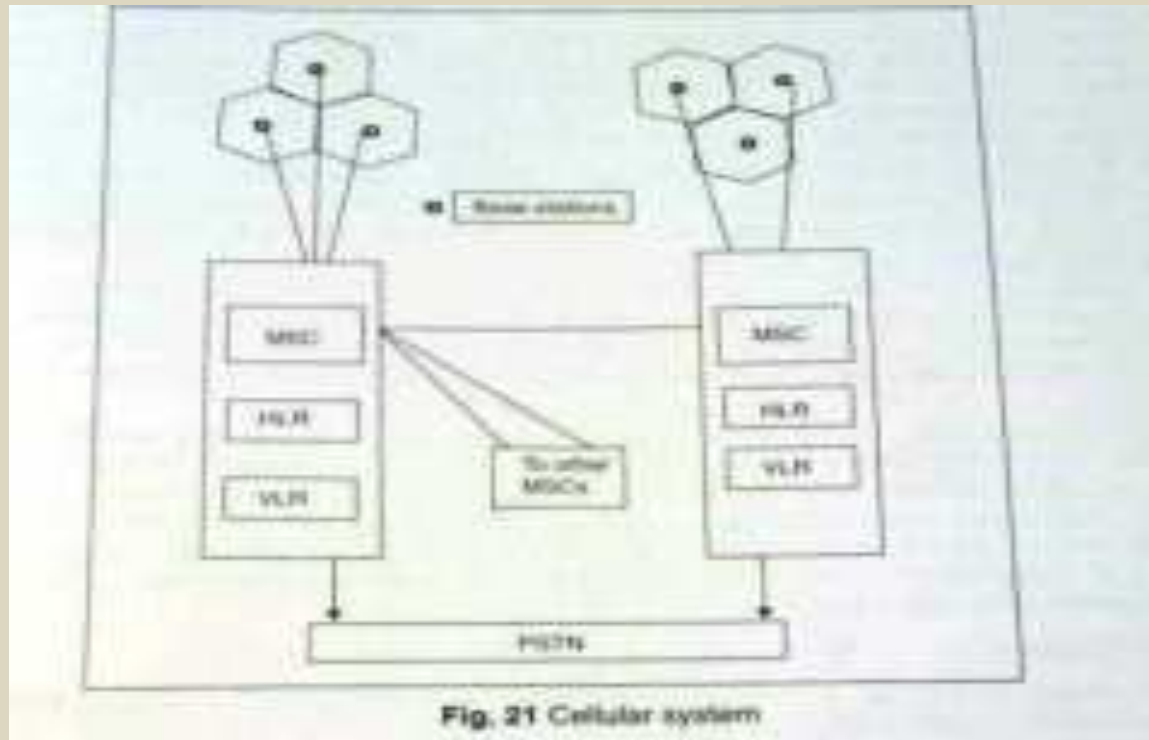 Base stations
MSC
HLR
VLR
MSC
HLR
VLR
To other
MSCs
PSTN
Fig. 21 Cellular system